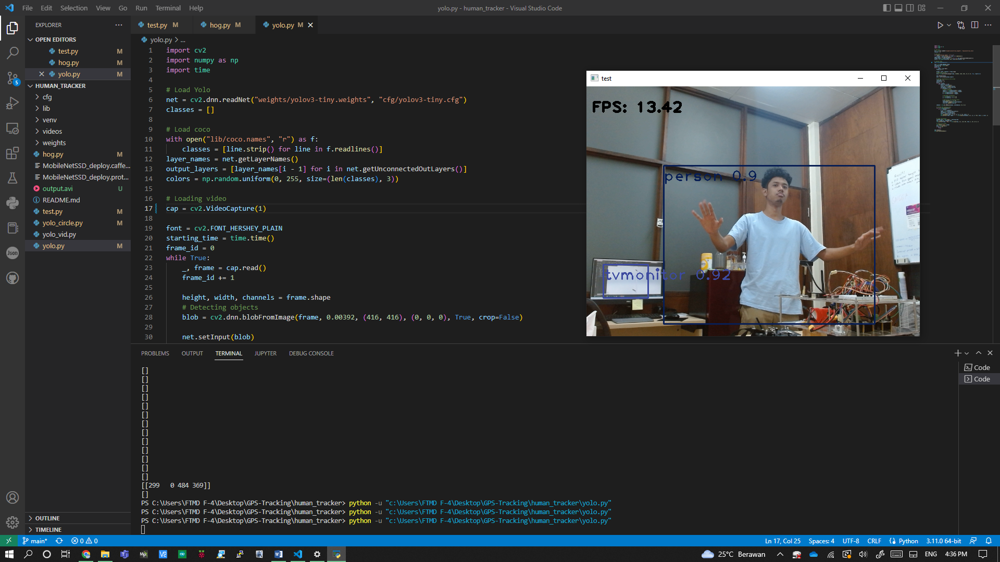 File Edit Selection View Go Run Terminal Help
yolo.py - human_tracker - Visual Studio Code
EXPLORER
OPEN EDITORS
test.py M
hog.py M
yolo.py M
HUMAN_TRACKER
cfg
lib
venv
videos
weights
hog.py M
MobileNetSSD_deploy.caffe...
MobileNetSSD_deploy.prot...
output.avi U
README.md
test.py M
yolo_circle.py M
yolo_vid.py
yolo.py M
OUTLINE
TIMELINE
5
Json
test.py M hog.py M yolo.py M
yolo.py > ...
1 import cv2
2 import numpy as np
3 import time
4
5 # Load Yolo
6 net = cv2.dnn.readNet("weights/yolov3-tiny.weights", "cfg/yolov3-tiny.cfg")
7 classes = []
8
9 # Load coco
10 with open("lib/coco.names", "r") as f:
11 classes = [line.strip() for line in f.readlines()]
12 layer_names = net.getLayerNames()
13 output_layers = [layer_names[i - 1] for i in net.getUnconnectedOutLayers()]
14 colors = np.random.uniform(0, 255, size=(len(classes), 3))
15
16 # Loading video
17 cap = cv2.VideoCapture(1)
18
19 font = cv2.FONT_HERSHEY_PLAIN
20 starting_time = time.time()
21 frame_id = 0
22 while True:
23 _, frame = cap.read()
24 frame_id += 1
25
26 height, width, channels = frame.shape
27 # Detecting objects
28 blob = cv2.dnn.blobFromImage(frame, 0.00392, (416, 416), (0, 0, 0), True, crop=False)
29
30 net.setInput(blob)
test
FPS: 13.42
person 0.9
tvmonitor 0.92
PROBLEMS OUTPUT TERMINAL JUPYTER DEBUG CONSOLE
[]
[]
[]
[]
[]
[]
[]
[]
[]
[]
[]
[]
[]
[[299 0 484 369]]
[]
PS C:\Users\FTMD F-4\Desktop\GPS-Tracking\human_tracker> python -u "c:\Users\FTMD F-4\Desktop\GPS-Tracking\human_tracker\yolo.py"
PS C:\Users\FTMD F-4\Desktop\GPS-Tracking\human_tracker> python -u "c:\Users\FTMD F-4\Desktop\GPS-Tracking\human_tracker\yolo.py"
PS C:\Users\FTMD F-4\Desktop\GPS-Tracking\human_tracker> python -u "c:\Users\FTMD F-4\Desktop\GPS-Tracking\human_tracker\yolo.py"
Code
Code
main* 0 0
Ln 17, Col 25 Spaces: 4 UTF-8 CRLF Python 3.11.0 64-bit
25°C Berawan ENG 4:36 PM